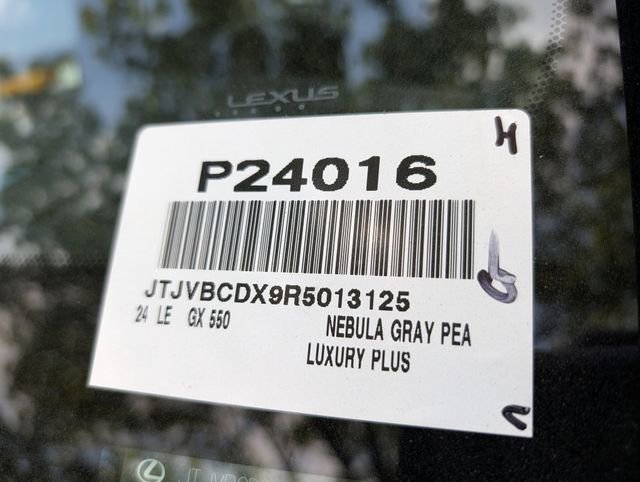 LEXUS
H
P24016
JTJVBCDX9R5013125
24 LE GX 550 NEBULA GRAY PEA
LUXURY PLUS